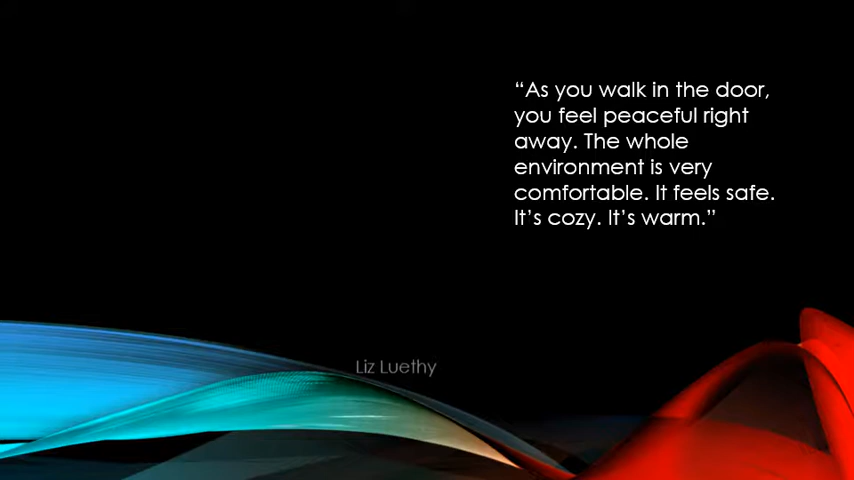 “As you walk in the door,
you feel peaceful right
away. The whole
environment is very
comfortable. It feels safe.
It’s cozy. It’s warm.”
Liz Luethy